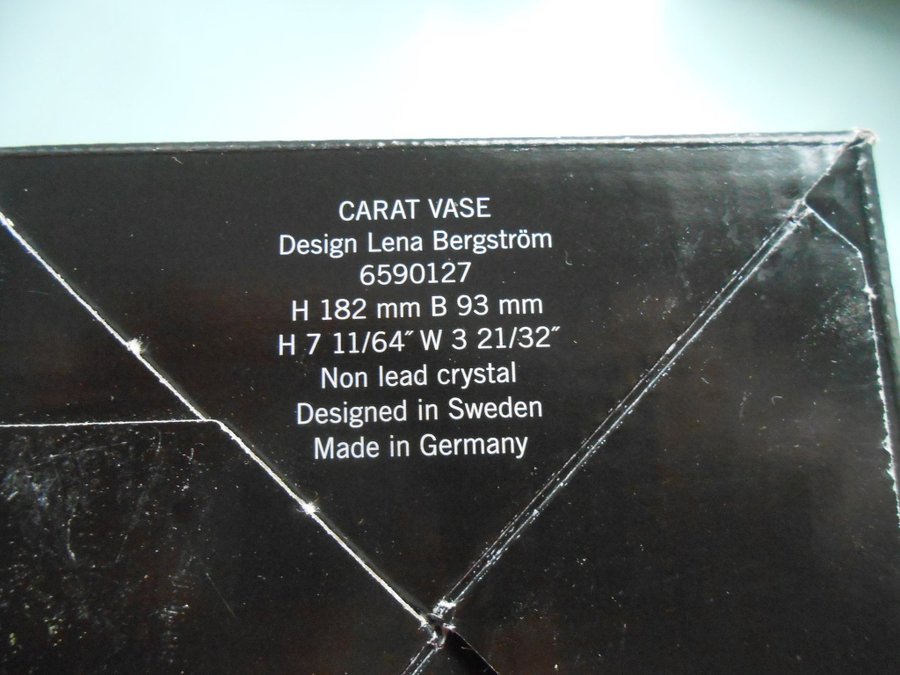 CARAT VASE
Design Lena Bergström
6590127
H 182 mm B 93 mm
H 7 11/64˝ W 3 21/32˝
Non lead crystal
Designed in Sweden
Made in Germany